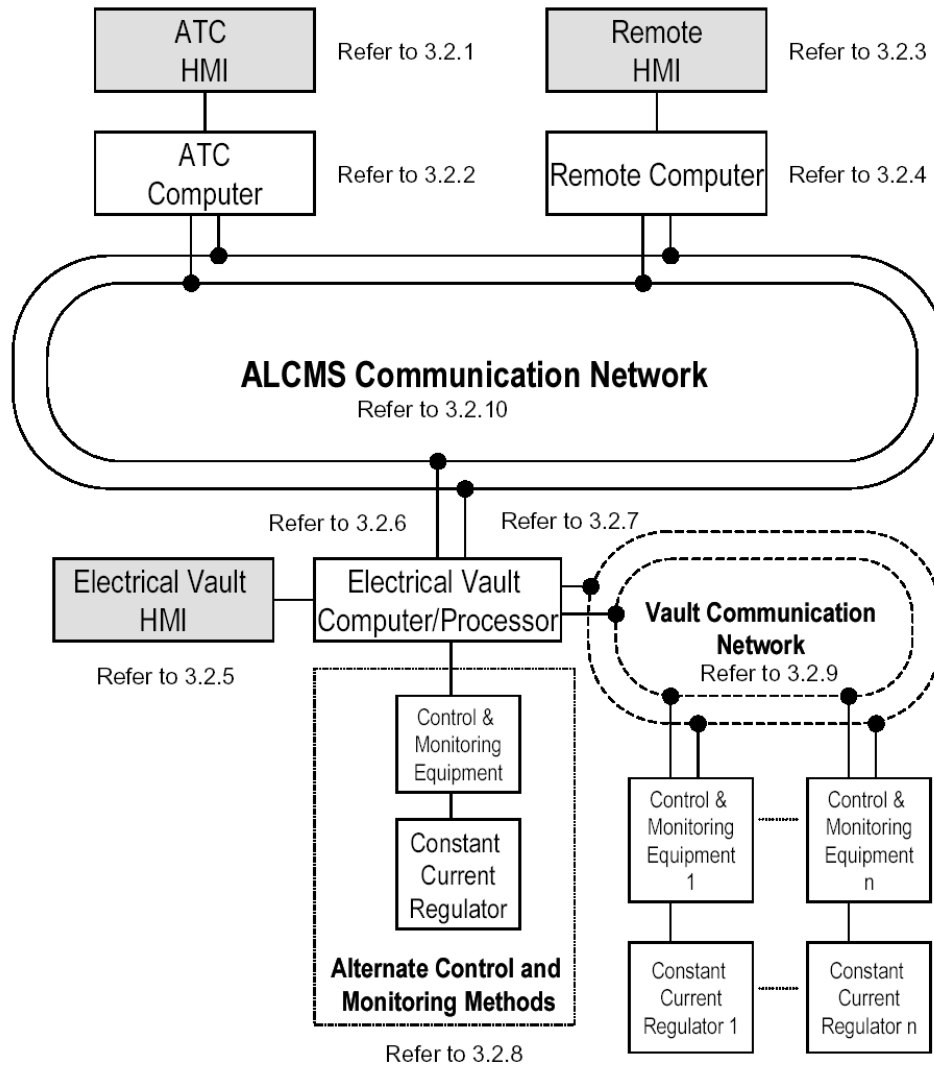 ATC
HMI
Refer to 3.2.1
Remote
HMI
Refer to 3.2.3
ATC
Computer
Refer to 3.2.2
Remote Computer
Refer to 3.2.4
ALCMS Communication Network
Refer to 3.2.10
Refer to 3.2.6
Refer to 3.2.7
Electrical Vault
HMI
Refer to 3.2.5
Electrical Vault
Computer/Processor
Vault Communication
Network
Refer to 3.2.9
Control &
Monitoring
Equipment
Constant
Current
Regulator
Alternate Control and
Monitoring Methods
Refer to 3.2.8
Control &
Monitoring
Equipment
1
Control &
Monitoring
Equipment
n
Constant
Current
Regulator 1
Constant
Current
Regulator n